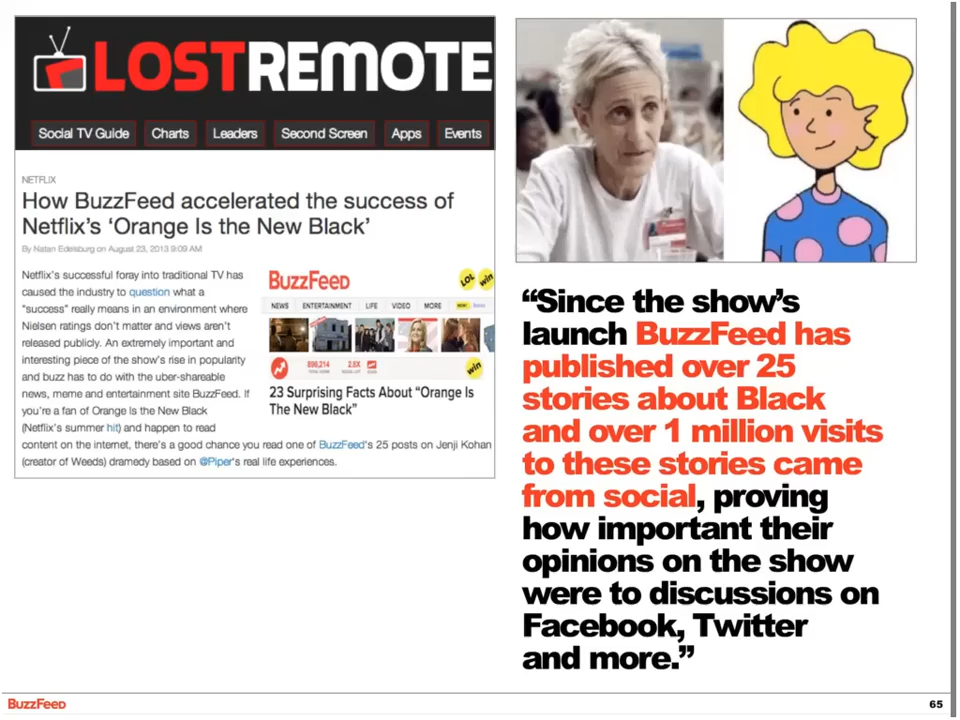 LOSTREMOTE
Social TV Guide Charts Leaders Second Screen Apps Events
NETFLIX
How BuzzFeed accelerated the success of
Netflix's 'Orange Is the New Black'
By Natan Edelsburg on August 23, 2013 9:09 AM
Netflix's successful foray into traditional TV has
caused the industry to question what a
"success" really means in an environment where
Nielsen ratings don't matter and views aren't
released publicly. An extremely important and
interesting piece of the show's rise in popularity
and buzz has to do with the uber-shareable
news, meme and entertainment site BuzzFeed. If
you're a fan of Orange Is the New Black
(Netflix's summer hit) and happen to read
content on the internet, there's a good chance you read one of BuzzFeed's 25 posts on Jenji Kohan
(creator of Weeds) dramedy based on @Piper's real life experiences.
BuzzFeed
LOL
win
NEWS ENTERTAINMENT LIFE VIDEO MORE
win
23 Surprising Facts About "Orange Is
The New Black"
“Since the show’s
launch BuzzFeed has
published over 25
stories about Black
and over 1 million visits
to these stories came
from social, proving
how important their
opinions on the show
were to discussions on
Facebook, Twitter
and more.”
BuzzFeed
65